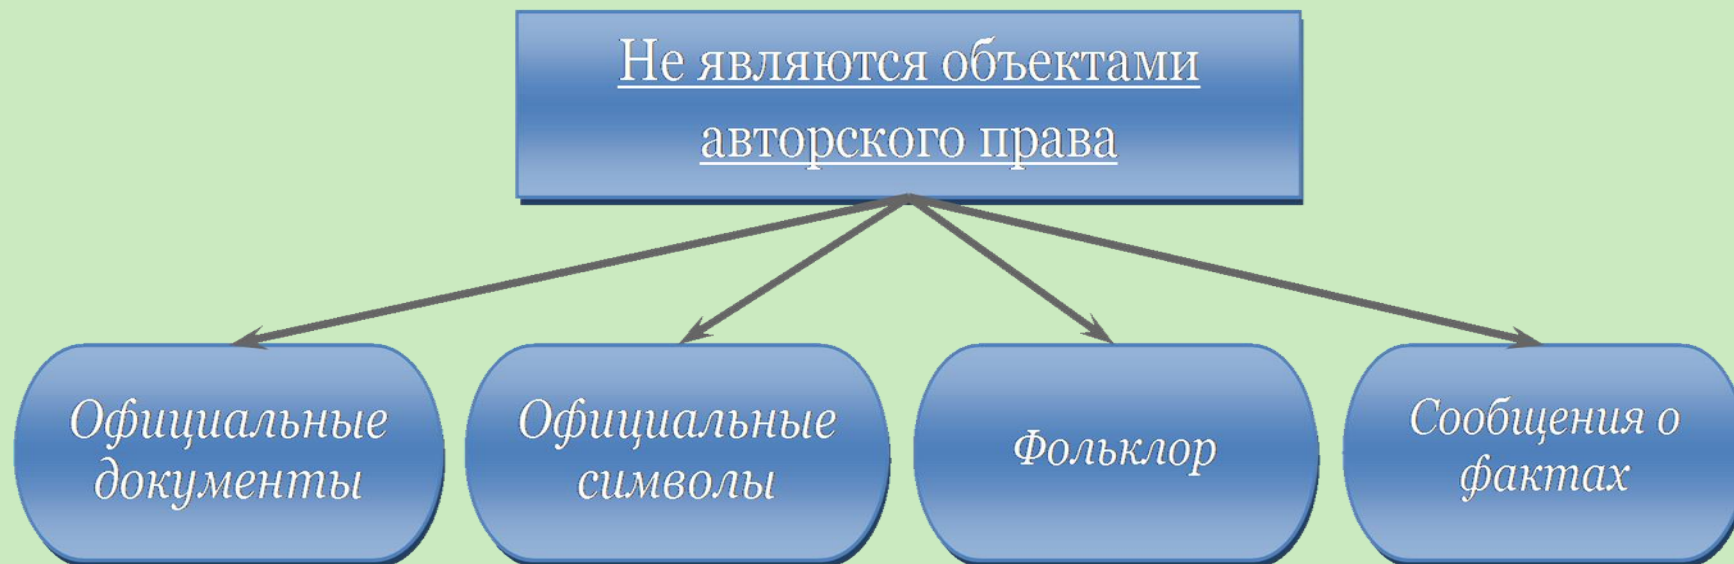 Не являются объектами
авторского права
Официальные
документы
Официальные
символы
Фольклор
Сообщения о
фактах